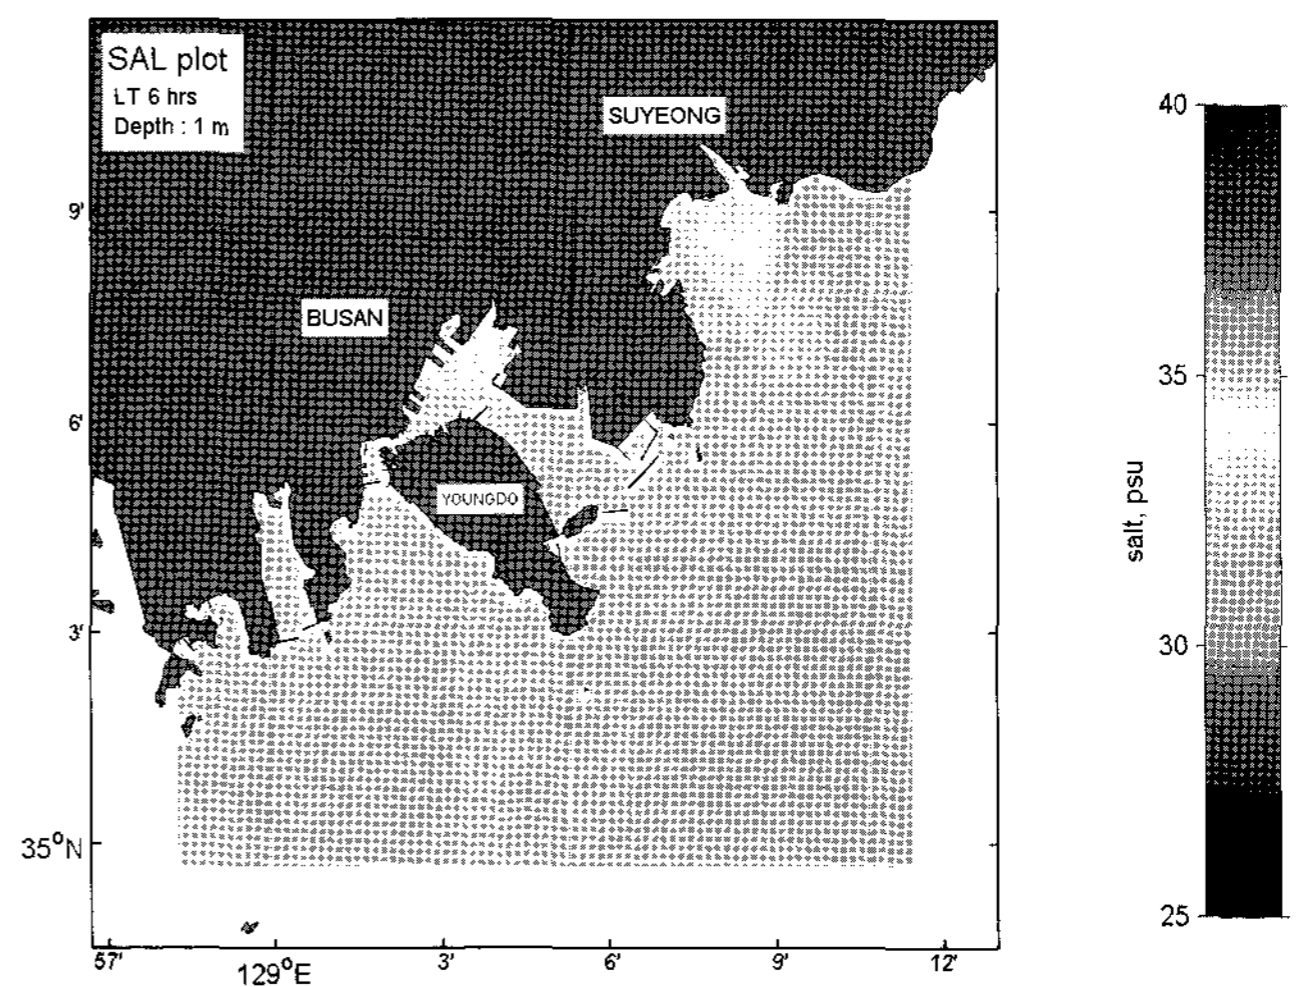 SAL plot
LT 6 hrs
Depth : 1 m
SUYEONG
BUSAN
YOUNGDO
9'
6'
3'
35°N
57'
129°E
3'
6'
9'
12'
40
35
30
25
salt, psu